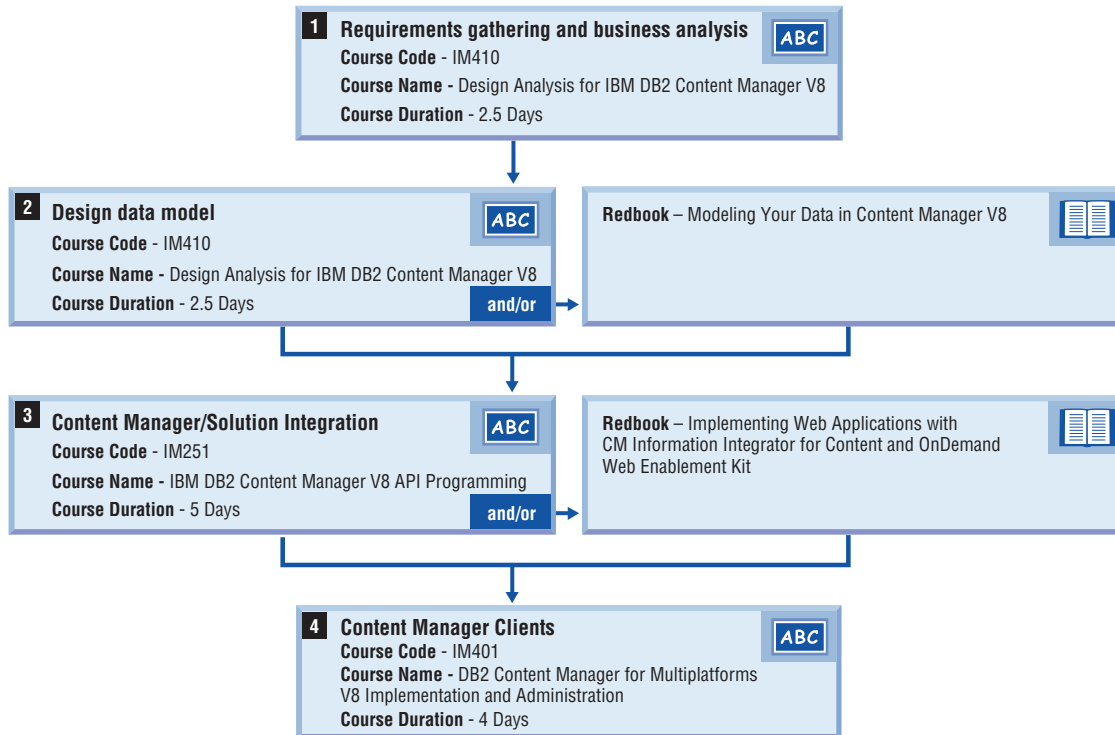 1 Requirements gathering and business analysis
ABC
Course Code - IM410
Course Name - Design Analysis for IBM DB2 Content Manager V8
Course Duration - 2.5 Days
2 Design data model
ABC
Course Code - IM410
Course Name - Design Analysis for IBM DB2 Content Manager V8
Course Duration - 2.5 Days
and/or
Redbook – Modeling Your Data in Content Manager V8
3 Content Manager/Solution Integration
ABC
Course Code - IM251
Course Name - IBM DB2 Content Manager V8 API Programming
Course Duration - 5 Days
and/or
Redbook – Implementing Web Applications with
CM Information Integrator for Content and OnDemand
Web Enablement Kit
4 Content Manager Clients
ABC
Course Code - IM401
Course Name - DB2 Content Manager for Multiplatforms
V8 Implementation and Administration
Course Duration - 4 Days